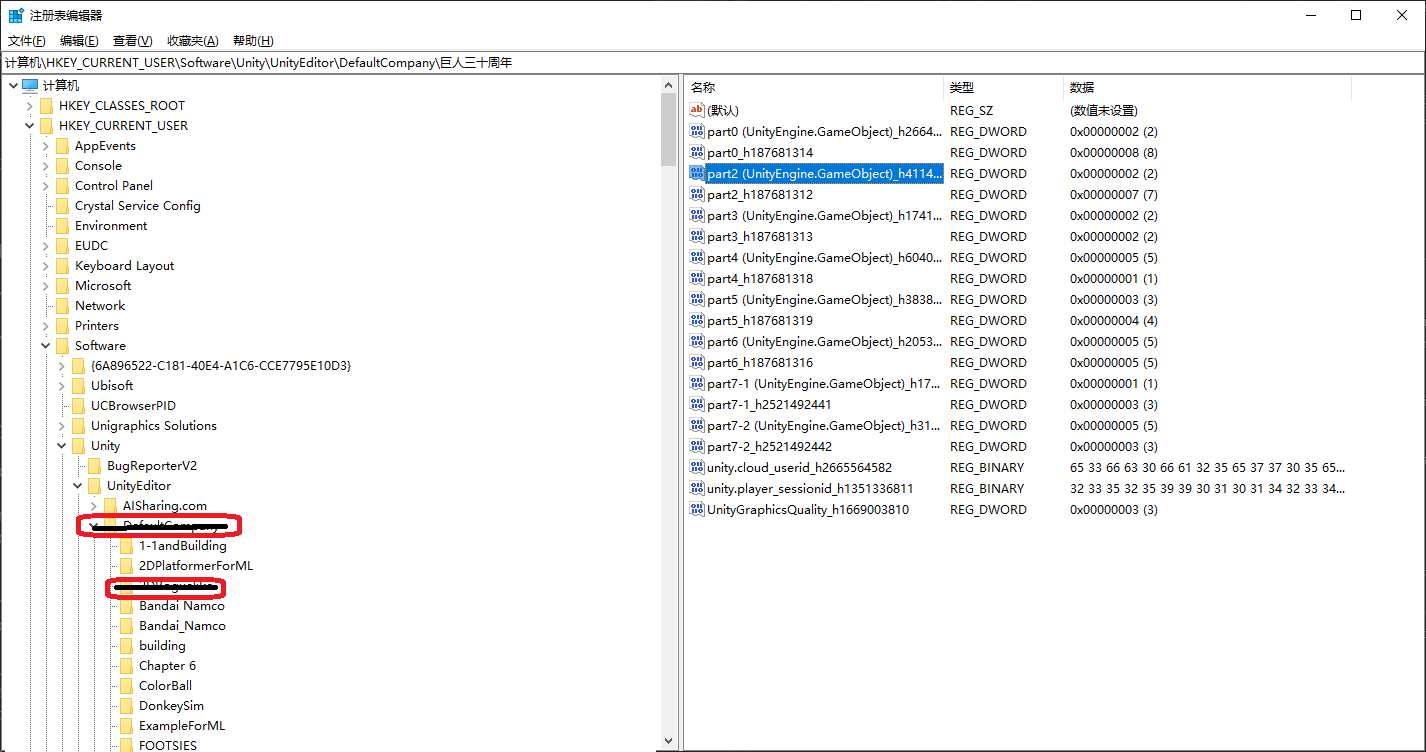 注册表编辑器
文件(F) 编辑(E) 查看(V) 收藏夹(A) 帮助(H)
计算机\HKEY_CURRENT_USER\Software\Unity\UnityEditor\DefaultCompany\巨人三十周年
计算机
HKEY_CLASSES_ROOT
HKEY_CURRENT_USER
AppEvents
Console
Control Panel
Crystal Service Config
Environment
EUDC
Keyboard Layout
Microsoft
Network
Printers
Software
{6A896522-C181-40E4-A1C6-CCE7795E10D3}
Ubisoft
UCBrowserPID
Unigraphics Solutions
Unity
BugReporterV2
UnityEditor
AISharing.com
1-1andBuilding
2DPlatformerForML
Bandai Namco
Bandai_Namco
building
Chapter 6
ColorBall
DonkeySim
ExampleForML
FOOTSIES
名称 类型 数据
(默认) REG_SZ (数值未设置)
part0 (UnityEngine.GameObject)_h2664... REG_DWORD 0x00000002 (2)
part0_h187681314 REG_DWORD 0x00000008 (8)
part2 (UnityEngine.GameObject)_h4114... REG_DWORD 0x00000002 (2)
part2_h187681312 REG_DWORD 0x00000007 (7)
part3 (UnityEngine.GameObject)_h1741... REG_DWORD 0x00000002 (2)
part3_h187681313 REG_DWORD 0x00000002 (2)
part4 (UnityEngine.GameObject)_h6040... REG_DWORD 0x00000005 (5)
part4_h187681318 REG_DWORD 0x00000001 (1)
part5 (UnityEngine.GameObject)_h3838... REG_DWORD 0x00000003 (3)
part5_h187681319 REG_DWORD 0x00000004 (4)
part6 (UnityEngine.GameObject)_h2053... REG_DWORD 0x00000005 (5)
part6_h187681316 REG_DWORD 0x00000005 (5)
part7-1 (UnityEngine.GameObject)_h17... REG_DWORD 0x00000001 (1)
part7-1_h2521492441 REG_DWORD 0x00000003 (3)
part7-2 (UnityEngine.GameObject)_h31... REG_DWORD 0x00000005 (5)
part7-2_h2521492442 REG_DWORD 0x00000003 (3)
unity.cloud_userid_h2665564582 REG_BINARY 65 33 66 63 30 66 61 32 35 65 37 37 30 35 65...
unity.player_sessionid_h1351336811 REG_BINARY 32 33 35 32 35 39 39 30 31 30 31 34 32 33 34...
UnityGraphicsQuality_h1669003810 REG_DWORD 0x00000003 (3)